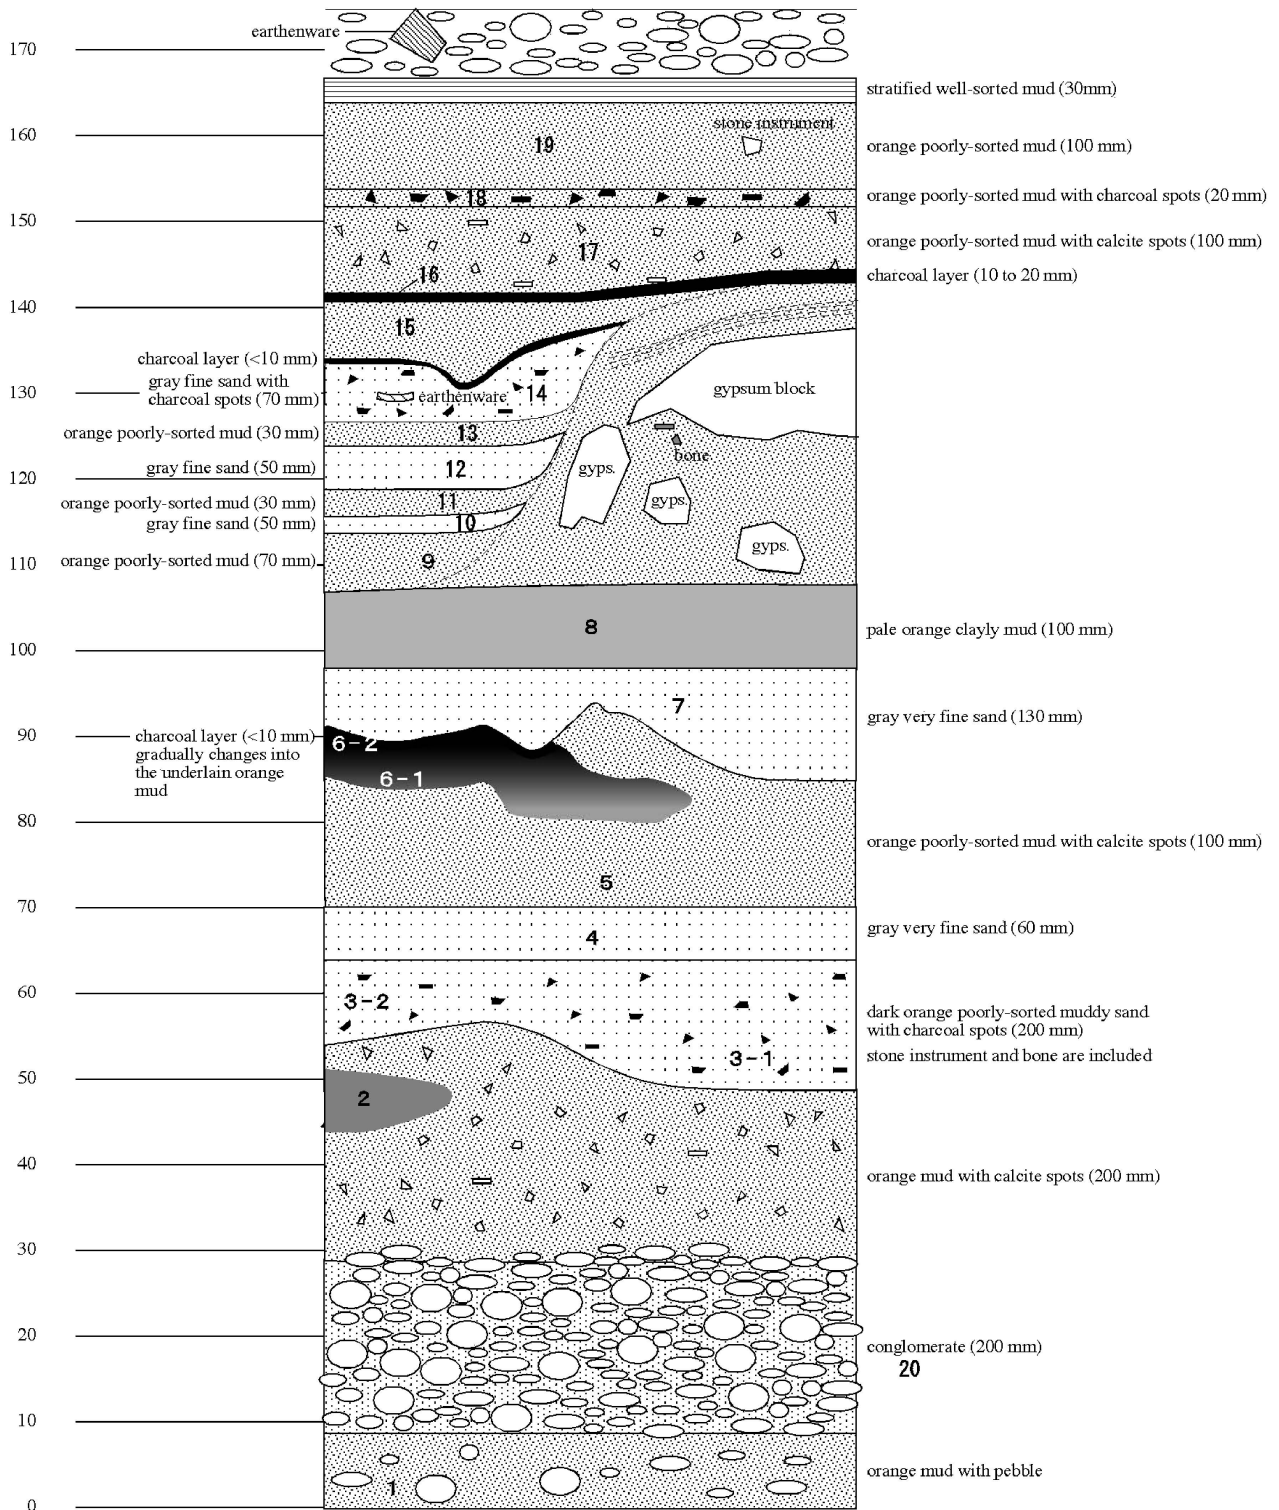 earthenware
170
stratified well-sorted mud (30mm)
160
stone instrument
19
orange poorly-sorted mud (100 mm)
18
orange poorly-sorted mud with charcoal spots (20 mm)
150
17
orange poorly-sorted mud with calcite spots (100 mm)
16
charcoal layer (10 to 20 mm)
140
15
charcoal layer (<10 mm)
gray fine sand with
charcoal spots (70 mm)
130
14
earthenware
gypsum block
orange poorly-sorted mud (30 mm)
13
bone
gray fine sand (50 mm)
12
gyps.
120
orange poorly-sorted mud (30 mm)
11
gyps.
gray fine sand (50 mm)
10
gyps.
110
orange poorly-sorted mud (70 mm)
9
8
pale orange clayly mud (100 mm)
100
7
gray very fine sand (130 mm)
90
charcoal layer (<10 mm)
gradually changes into
the underlain orange
mud
6-2
6-1
80
orange poorly-sorted mud with calcite spots (100 mm)
5
70
4
gray very fine sand (60 mm)
60
3-2
dark orange poorly-sorted muddy sand
with charcoal spots (200 mm)
3-1
stone instrument and bone are included
50
2
40
orange mud with calcite spots (200 mm)
30
20
conglomerate (200 mm)
20
10
orange mud with pebble
1
0